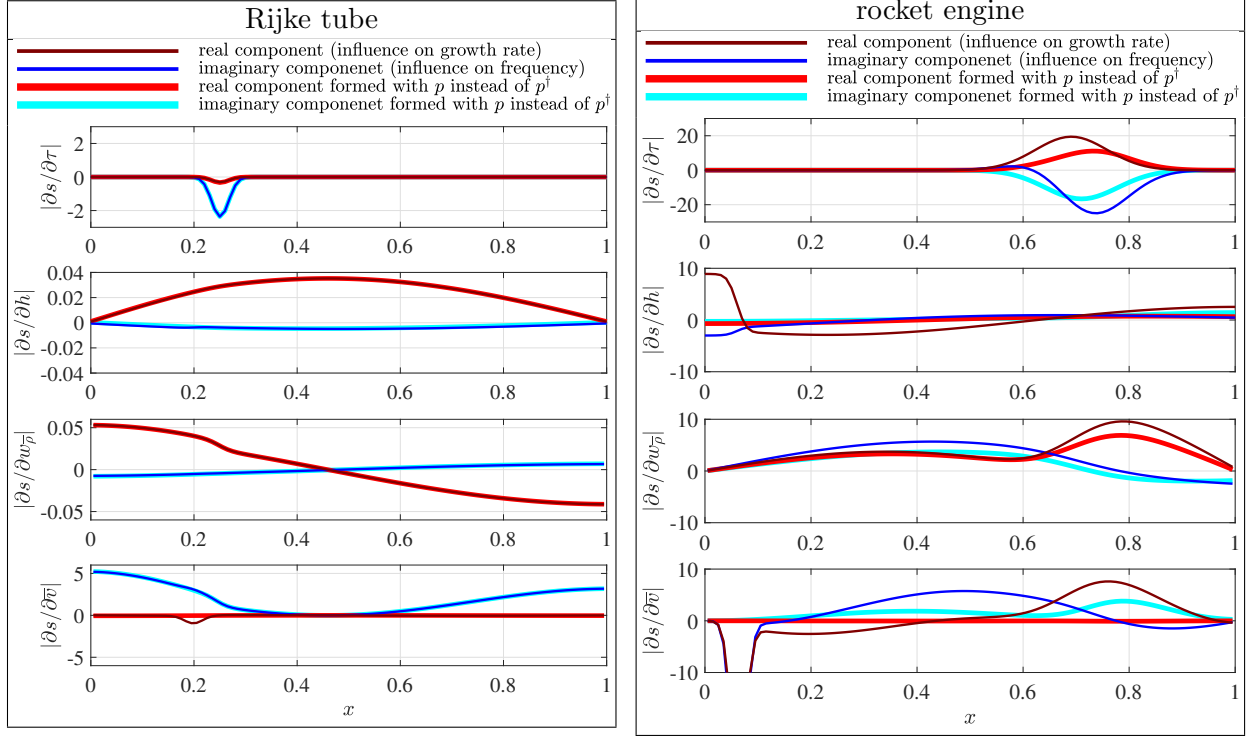 Rijke tube
real component (influence on growth rate)
imaginary componenet (influence on frequency)
real component formed with p instead of p†
imaginary componenet formed with p instead of p†
|∂s/∂τ|
2
0
-2
0 0.2 0.4 0.6 0.8 1
|∂s/∂h|
0.04
0.02
0
-0.02
-0.04
0 0.2 0.4 0.6 0.8 1
|∂s/∂w_ρ̅|
0.05
0
-0.05
0 0.2 0.4 0.6 0.8 1
|∂s/∂v̅|
5
0
-5
0 0.2 0.4 0.6 0.8 1
x
rocket engine
real component (influence on growth rate)
imaginary componenet (influence on frequency)
real component formed with p instead of p†
imaginary componenet formed with p instead of p†
|∂s/∂τ|
20
0
-20
0 0.2 0.4 0.6 0.8 1
|∂s/∂h|
10
0
-10
0 0.2 0.4 0.6 0.8 1
|∂s/∂w_ρ̅|
10
0
-10
0 0.2 0.4 0.6 0.8 1
|∂s/∂v̅|
10
0
-10
0 0.2 0.4 0.6 0.8 1
x